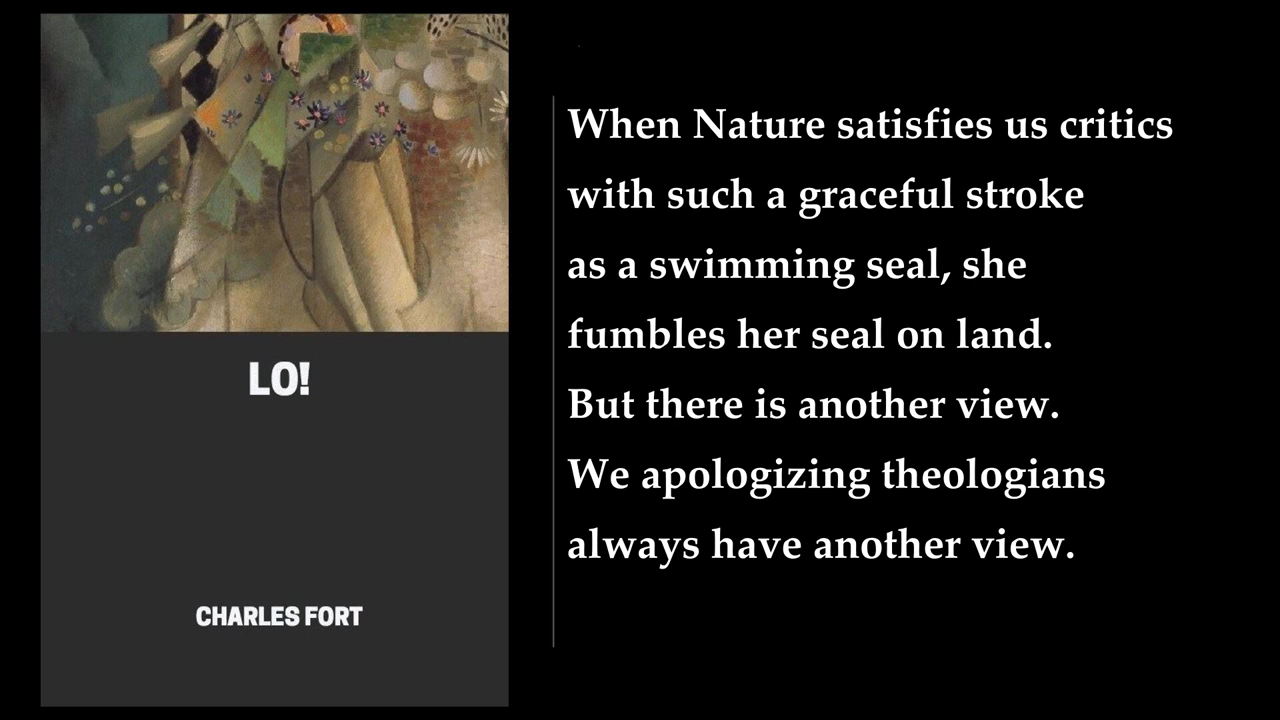 LO!
CHARLES FORT
When Nature satisfies us critics
with such a graceful stroke
as a swimming seal, she
fumbles her seal on land.
But there is another view.
We apologizing theologians
always have another view.